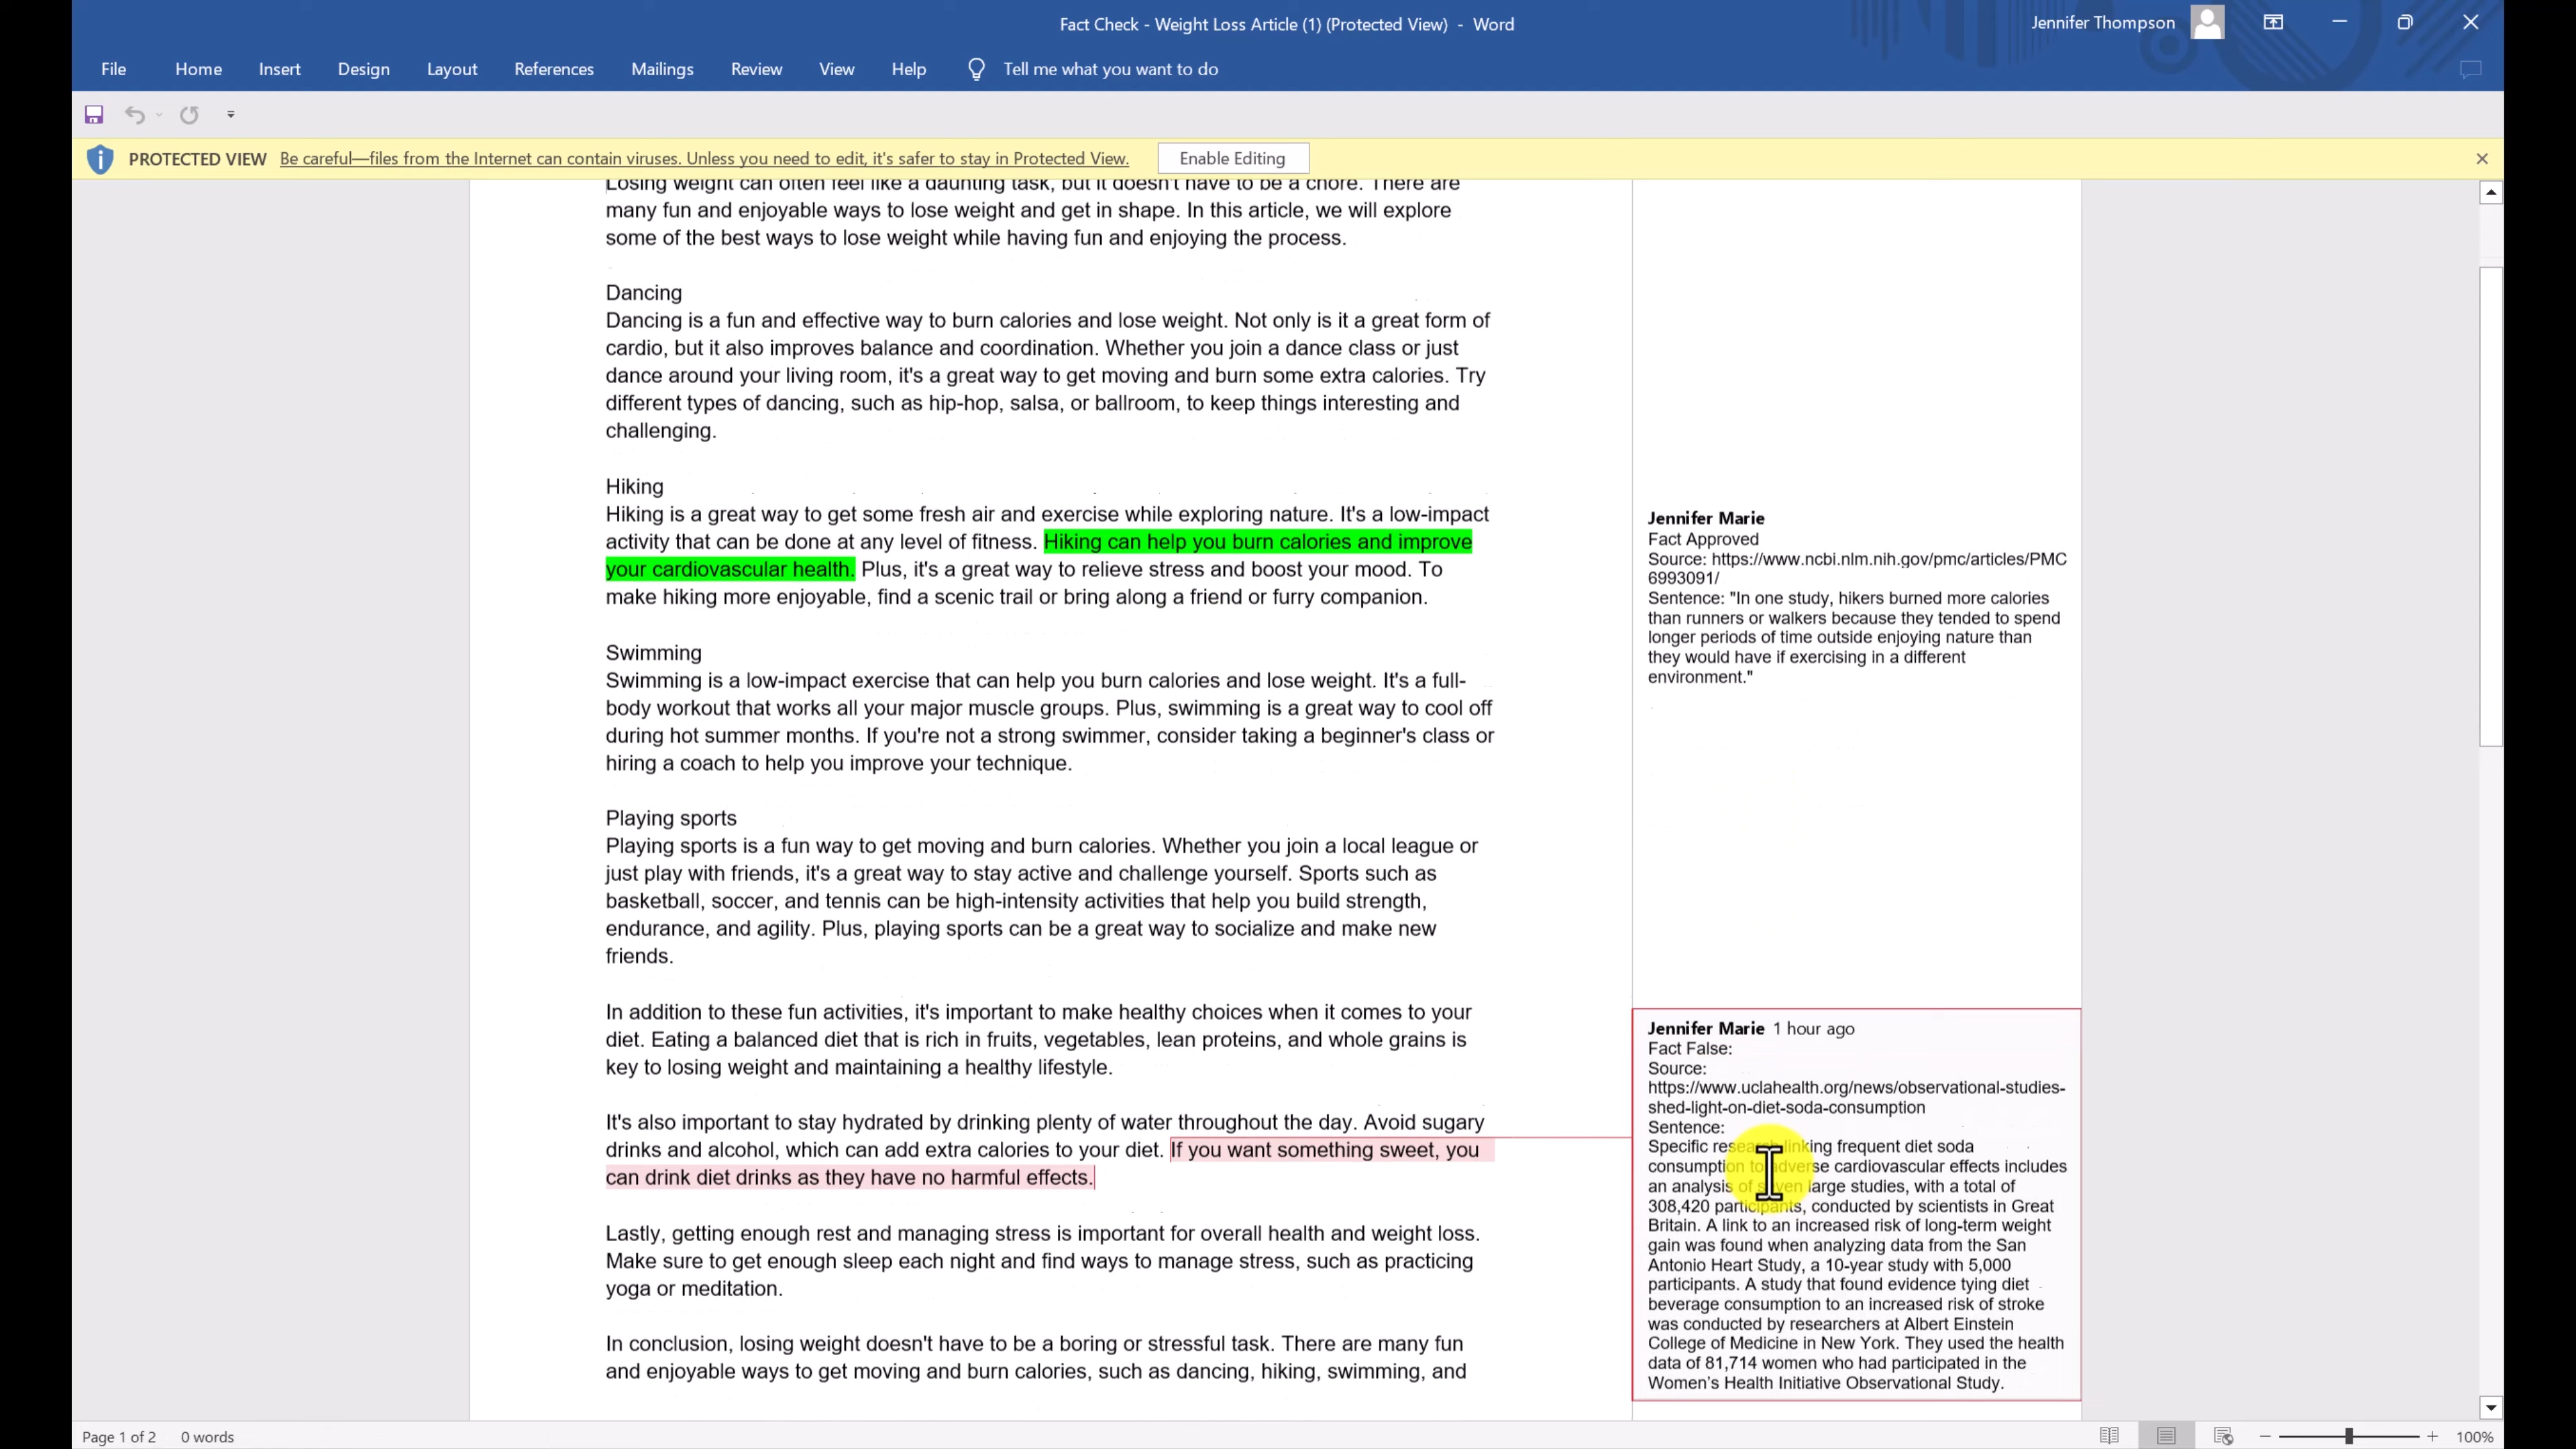 Fact Check - Weight Loss Article (1) (Protected View) - Word
Jennifer Thompson
File Home Insert Design Layout References Mailings Review View Help Tell me what you want to do
PROTECTED VIEW Be careful—files from the Internet can contain viruses. Unless you need to edit, it's safer to stay in Protected View. Enable Editing
Losing weight can often feel like a daunting task, but it doesn't have to be a chore. There are
many fun and enjoyable ways to lose weight and get in shape. In this article, we will explore
some of the best ways to lose weight while having fun and enjoying the process.
Dancing
Dancing is a fun and effective way to burn calories and lose weight. Not only is it a great form of
cardio, but it also improves balance and coordination. Whether you join a dance class or just
dance around your living room, it's a great way to get moving and burn some extra calories. Try
different types of dancing, such as hip-hop, salsa, or ballroom, to keep things interesting and
challenging.
Hiking
Hiking is a great way to get some fresh air and exercise while exploring nature. It's a low-impact
activity that can be done at any level of fitness. Hiking can help you burn calories and improve
your cardiovascular health. Plus, it's a great way to relieve stress and boost your mood. To
make hiking more enjoyable, find a scenic trail or bring along a friend or furry companion.
Swimming
Swimming is a low-impact exercise that can help you burn calories and lose weight. It's a full-
body workout that works all your major muscle groups. Plus, swimming is a great way to cool off
during hot summer months. If you're not a strong swimmer, consider taking a beginner's class or
hiring a coach to help you improve your technique.
Playing sports
Playing sports is a fun way to get moving and burn calories. Whether you join a local league or
just play with friends, it's a great way to stay active and challenge yourself. Sports such as
basketball, soccer, and tennis can be high-intensity activities that help you build strength,
endurance, and agility. Plus, playing sports can be a great way to socialize and make new
friends.
In addition to these fun activities, it's important to make healthy choices when it comes to your
diet. Eating a balanced diet that is rich in fruits, vegetables, lean proteins, and whole grains is
key to losing weight and maintaining a healthy lifestyle.
It's also important to stay hydrated by drinking plenty of water throughout the day. Avoid sugary
drinks and alcohol, which can add extra calories to your diet. If you want something sweet, you
can drink diet drinks as they have no harmful effects.
Lastly, getting enough rest and managing stress is important for overall health and weight loss.
Make sure to get enough sleep each night and find ways to manage stress, such as practicing
yoga or meditation.
In conclusion, losing weight doesn't have to be a boring or stressful task. There are many fun
and enjoyable ways to get moving and burn calories, such as dancing, hiking, swimming, and
Jennifer Marie
Fact Approved
Source: https://www.ncbi.nlm.nih.gov/pmc/articles/PMC
6993091/
Sentence: "In one study, hikers burned more calories
than runners or walkers because they tended to spend
longer periods of time outside enjoying nature than
they would have if exercising in a different
environment."
Jennifer Marie 1 hour ago
Fact False:
Source:
https://www.uclahealth.org/news/observational-studies-
shed-light-on-diet-soda-consumption
Sentence:
Specific research linking frequent diet soda
consumption to adverse cardiovascular effects includes
an analysis of seven large studies, with a total of
308,420 participants, conducted by scientists in Great
Britain. A link to an increased risk of long-term weight
gain was found when analyzing data from the San
Antonio Heart Study, a 10-year study with 5,000
participants. A study that found evidence tying diet
beverage consumption to an increased risk of stroke
was conducted by researchers at Albert Einstein
College of Medicine in New York. They used the health
data of 81,714 women who had participated in the
Women's Health Initiative Observational Study.
Page 1 of 2 0 words
100%